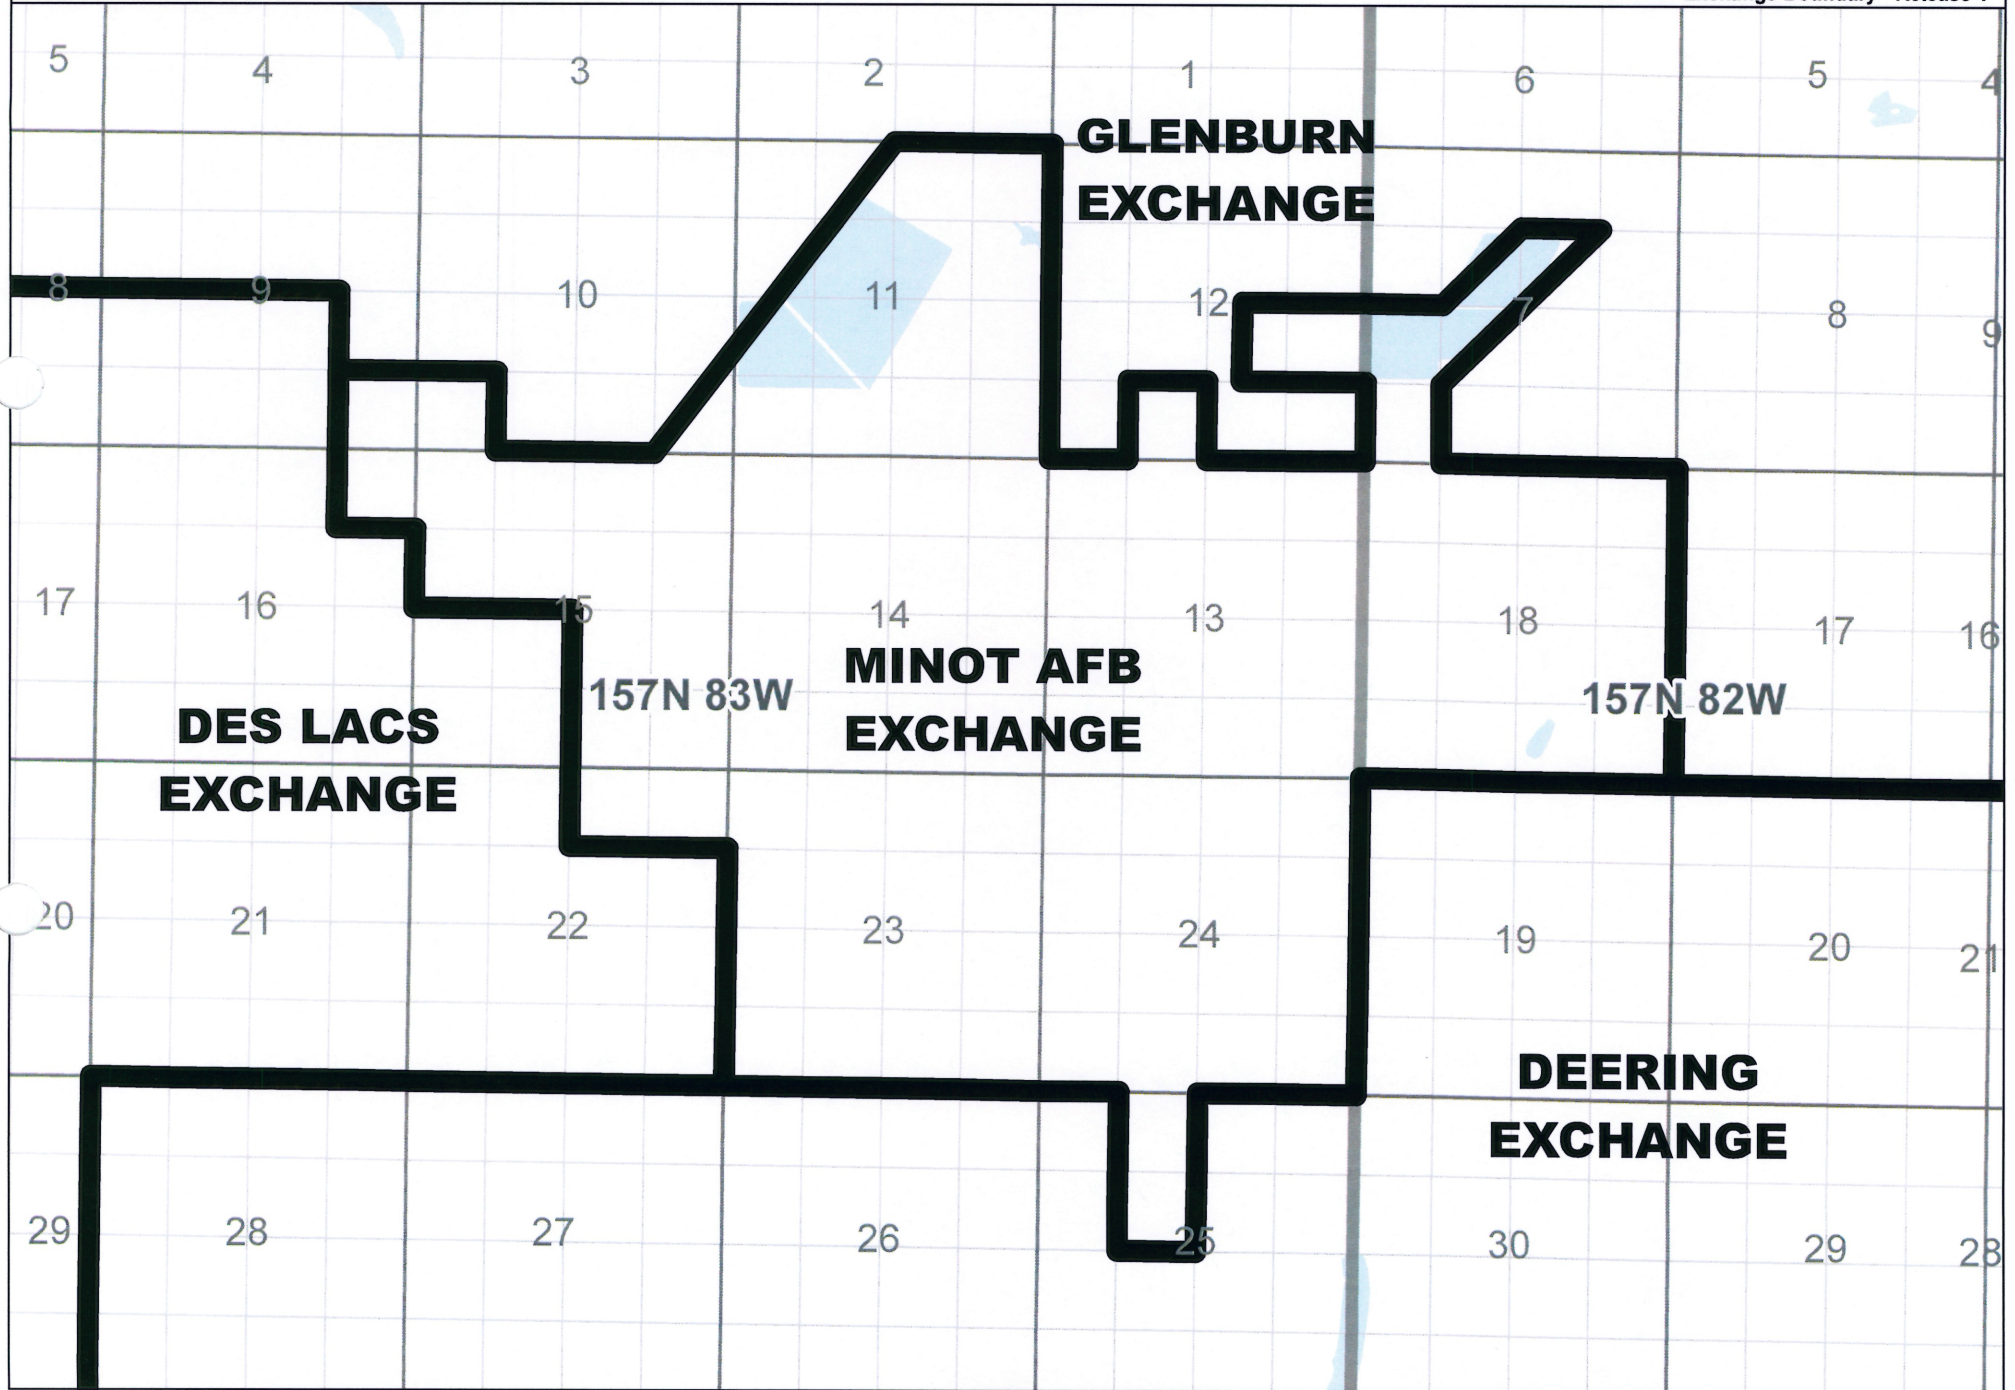 5 4 3 2 1 6 5 4
GLENBURN
EXCHANGE
8 9 10 11 12 7 8 9
17 16 15 14 13 18 17 16
MINOT AFB
EXCHANGE
157N 83W
157N 82W
DES LACS
EXCHANGE
20 21 22 23 24 19 20 21
DEERING
EXCHANGE
29 28 27 26 25 30 29 28